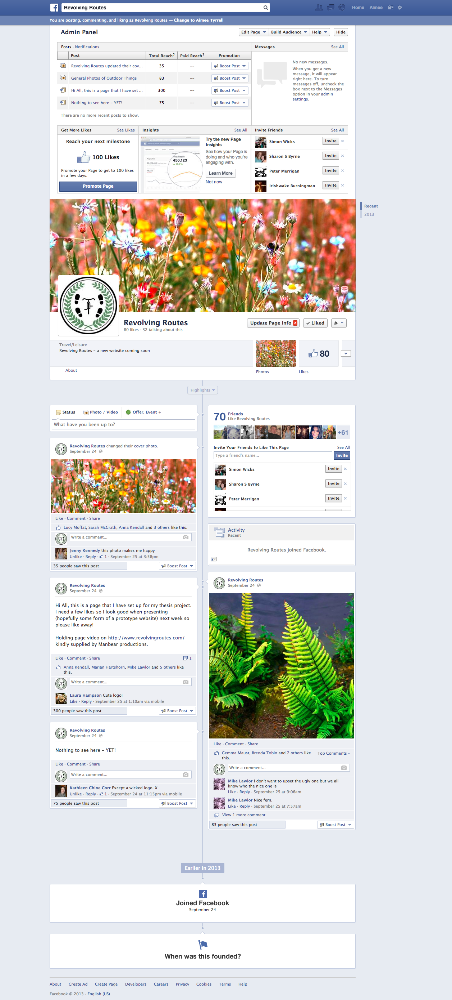 Revolving Routes
Home Aimee
You are posting, commenting, and liking as Revolving Routes — Change to Aimee Tyrrell
Admin Panel
Edit Page Build Audience Help Hide
Posts · Notifications
Post Total Reach? Paid Reach? Promotion
Revolving Routes updated their cov... 35 -- Boost Post
General Photos of Outdoor Things 83 -- Boost Post
Hi All, this is a page that I have set ... 300 -- Boost Post
Nothing to see here – YET! 75 -- Boost Post
There are no more recent posts to show.
Messages See All
No new messages.
When you get a new
message, it will appear
right here. To turn
messages off, uncheck the
box next to the Messages
option in your admin
settings.
Get More Likes See Likes
Reach your next milestone
100 Likes
Promote your Page to get to 100 likes
in a few days.
Promote Page
Insights See All
Post Reach
456,123
10.7%
Try the new Page
Insights
See how your Page is
doing and who you're
engaging with.
Learn More
Not now
Invite Friends See All
Simon Wicks Invite
Sharon S Byrne Invite
Peter Merrigan Invite
Irishwake Burningman Invite
Recent
2013
Revolving Routes
80 likes · 32 talking about this
Update Page Info 2 Liked
Travel/Leisure
Revolving Routes – a new website coming soon
About
Photos
80
Likes
Highlights
Status Photo / Video Offer, Event +
What have you been up to?
Revolving Routes changed their cover photo.
September 24
Like · Comment · Share
Lucy Moffat, Sarah McGrath, Anna Kendall and 3 others like this.
Write a comment...
Jenny Kennedy this photo makes me happy
Unlike · Reply · 1 · September 25 at 3:58pm
35 people saw this post Boost Post
Revolving Routes
September 24
Hi All, this is a page that I have set up for my thesis project.
I need a few likes so I look good when presenting
(hopefully some form of a prototype website) next week so
please like away!
Holding page video on http://www.revolvingroutes.com/
kindly supplied by Manbear productions.
Like · Comment · Share 1
Anna Kendall, Marian Hartshorn, Mike Lawlor and 5 others like
this.
Write a comment...
Laura Hampson Cute logo!
Like · Reply · September 25 at 1:10am via mobile
300 people saw this post Boost Post
Revolving Routes
September 24
Nothing to see here – YET!
Like · Comment · Share
Write a comment...
Kathleen Chloe Corr Except a wicked logo. X
Unlike · Reply · 1 · September 24 at 11:15pm via mobile
75 people saw this post Boost Post
70 Friends
Like Revolving Routes
+61
Invite Your Friends to Like This Page See All
Type a friend's name... Invite
Simon Wicks Invite
Sharon S Byrne Invite
Peter Merrigan Invite
Activity
Recent
Revolving Routes joined Facebook.
Revolving Routes
September 24
Like · Comment · Share
Gemma Maust, Brenda Tobin and 2 others like
this.
Top Comments
Write a comment...
Mike Lawlor I don't want to upset the ugly one but we all
know who the nice one is
Like · Reply · September 25 at 9:06am
Mike Lawlor Nice fern.
Like · Reply · September 25 at 7:57am
View 1 more comment
83 people saw this post Boost Post
Earlier in 2013
Joined Facebook
September 24
When was this founded?
About Create Ad Create Page Developers Careers Privacy Cookies Terms Help
Facebook © 2013 · English (US)